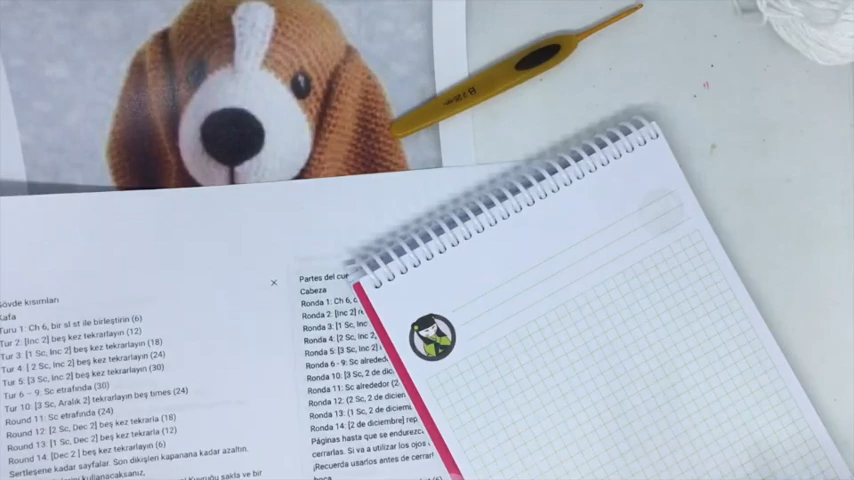 Gövde kısımları
Kafa
Turu 1: Ch 6, bir sl st ile birleştirin (6)
Tur 2: [Inc 2] beş kez tekrarlayın (12)
Tur 3: [1 Sc, Inc 2] beş kez tekrarlayın (18)
Tur 4: [ 2 Sc, Inc 2] beş kez tekrarlayın (24)
Tur 5: [3 Sc, Inc 2] beş kez tekrarlayın (30)
Tur 6 – 9: Sc etrafında (30)
Tur 10: [3 Sc, Aralık 2] tekrarlayın beş times (24)
Round 11: Sc etrafında (24)
Round 12: [2 Sc, Dec 2] beş kez tekrarla (18)
Round 13: [1 Sc, Dec 2] beş kez tekrarla (12)
Round 14. [Dec 2 ] beş kez tekrarlayın (6)
Sertleşene kadar sayfalar. Son dikişleri kapanana kadar azaltın.
kullanacaksanız,
Kuyruğu sakla ve bir
×
Partes del cue
Cabeza
Ronda 1: Ch 6, c
Ronda 2: [Inc 2] r
Ronda 3: [1 Sc, Inc
Ronda 4: [2 Sc, Inc
Ronda 5: [3 Sc, Inc 2
Ronda 6 - 9: Sc alrededo
Ronda 10: [3 Sc, 2 de dic
Ronda 11: Sc alrededor (2
Ronda 12: (2 Sc, 2 de dicien
Ronda 13: (1 Sc, 2 de diciem
Ronda 14: [2 de diciembre] rep
Páginas hasta que se endurezc
cerrarlas. Si va a utilizar los ojos
¡Recuerda usarlos antes de cerrar